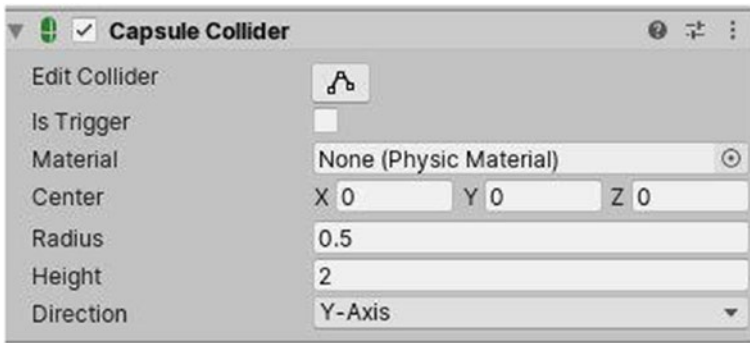 Capsule Collider
Edit Collider
Is Trigger
Material None (Physic Material)
Center X 0 Y 0 Z 0
Radius 0.5
Height 2
Direction Y-Axis